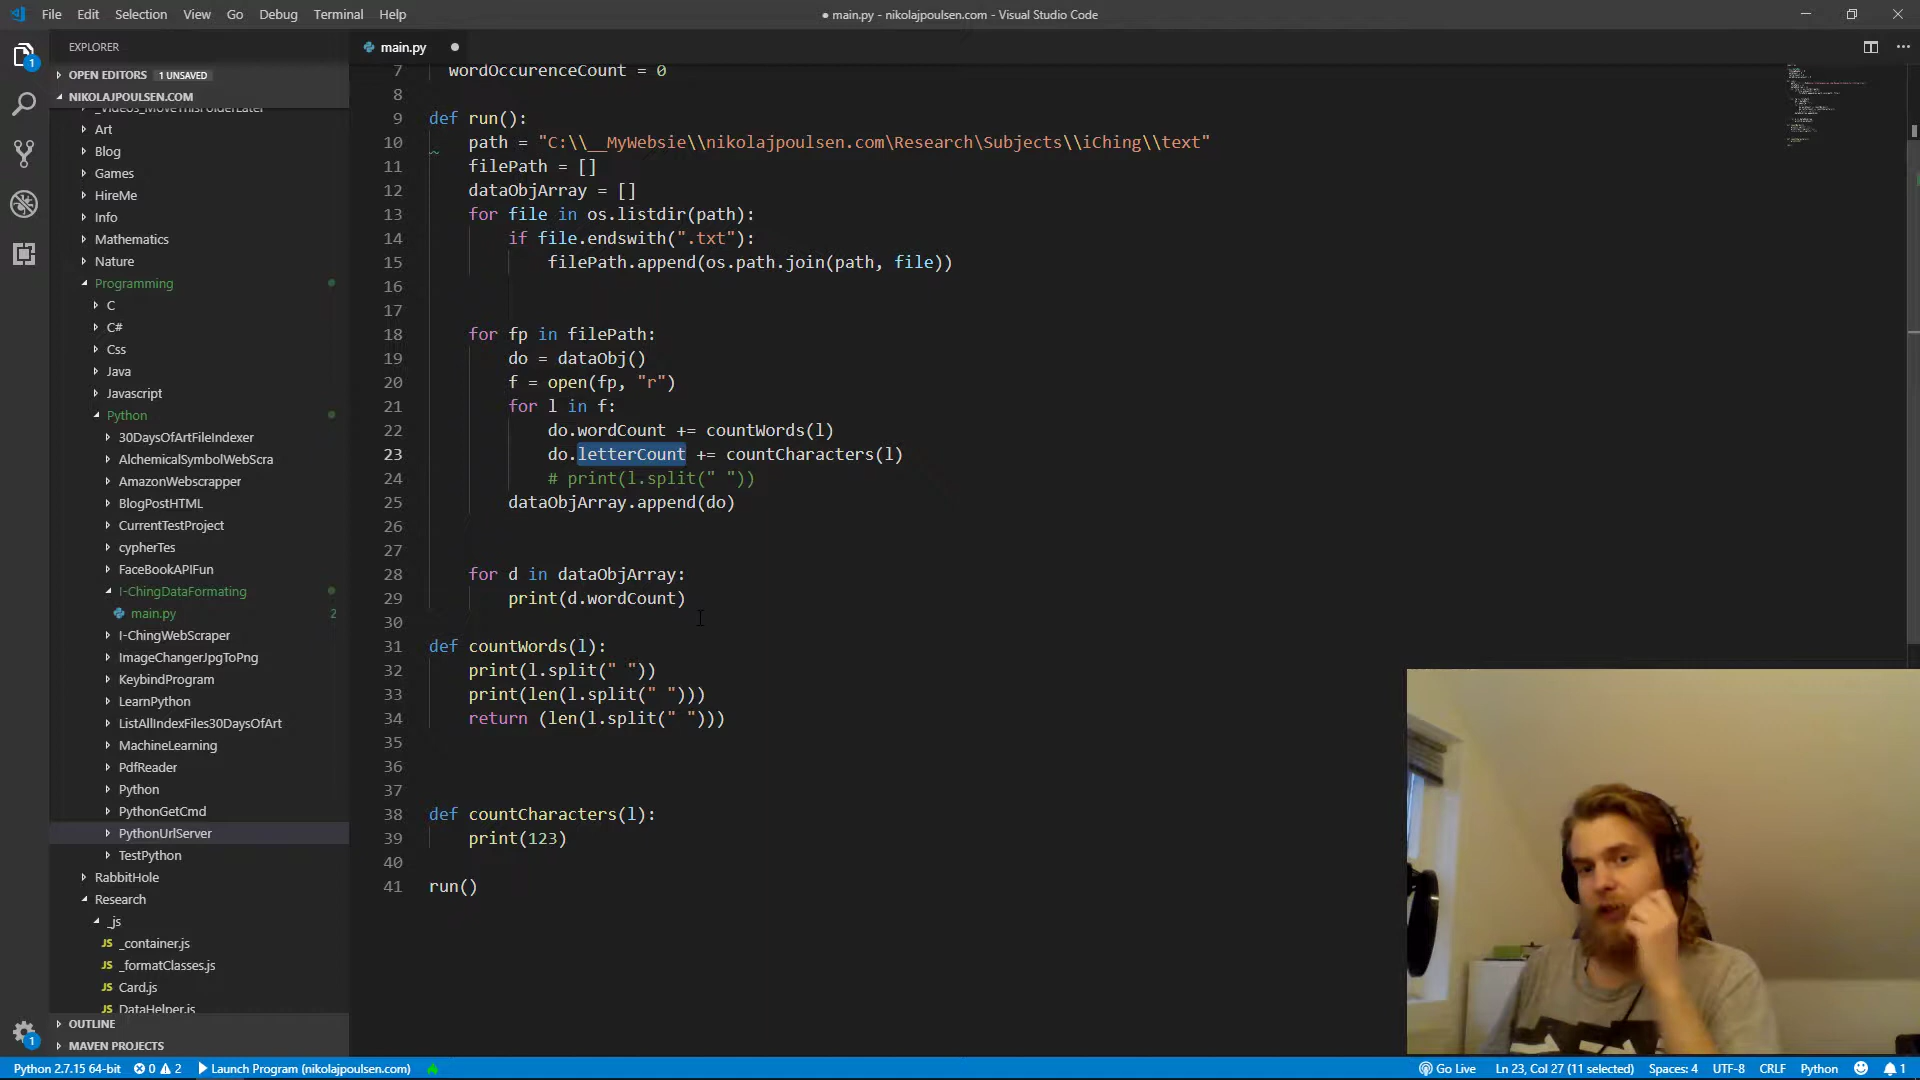 File Edit Selection View Go Debug Terminal Help
● main.py - nikolajpoulsen.com - Visual Studio Code
EXPLORER
main.py
OPEN EDITORS 1 UNSAVED
NIKOLAJPOULSEN.COM
_Videos_MoveThisFolderLater
Art
Blog
Games
HireMe
Info
Mathematics
Nature
Programming
C
C#
Css
Java
Javascript
Python
30DaysOfArtFileIndexer
AlchemicalSymbolWebScra
AmazonWebscrapper
BlogPostHTML
CurrentTestProject
cypherTes
FaceBookAPIFun
I-ChingDataFormating
main.py 2
I-ChingWebScraper
ImageChangerJpgToPng
KeybindProgram
LearnPython
ListAllIndexFiles30DaysOfArt
MachineLearning
PdfReader
Python
PythonGetCmd
PythonUrlServer
TestPython
RabbitHole
Research
_js
JS _container.js
JS _formatClasses.js
JS Card.js
JS DataHelper.js
OUTLINE
MAVEN PROJECTS
1
1
7 wordOccurenceCount = 0
8
9 def run():
10 path = "C:\\__MyWebsie\\nikolajpoulsen.com\Research\Subjects\\iChing\\text"
11 filePath = []
12 dataObjArray = []
13 for file in os.listdir(path):
14 if file.endswith(".txt"):
15 filePath.append(os.path.join(path, file))
16
17
18 for fp in filePath:
19 do = dataObj()
20 f = open(fp, "r")
21 for l in f:
22 do.wordCount += countWords(l)
23 do.letterCount += countCharacters(l)
24 # print(l.split(" "))
25 dataObjArray.append(do)
26
27
28 for d in dataObjArray:
29 print(d.wordCount)
30
31 def countWords(l):
32 print(l.split(" "))
33 print(len(l.split(" ")))
34 return (len(l.split(" ")))
35
36
37
38 def countCharacters(l):
39 print(123)
40
41 run()
Python 2.7.15 64-bit 0 2 Launch Program (nikolajpoulsen.com) Go Live Ln 23, Col 27 (11 selected) Spaces: 4 UTF-8 CRLF Python 1